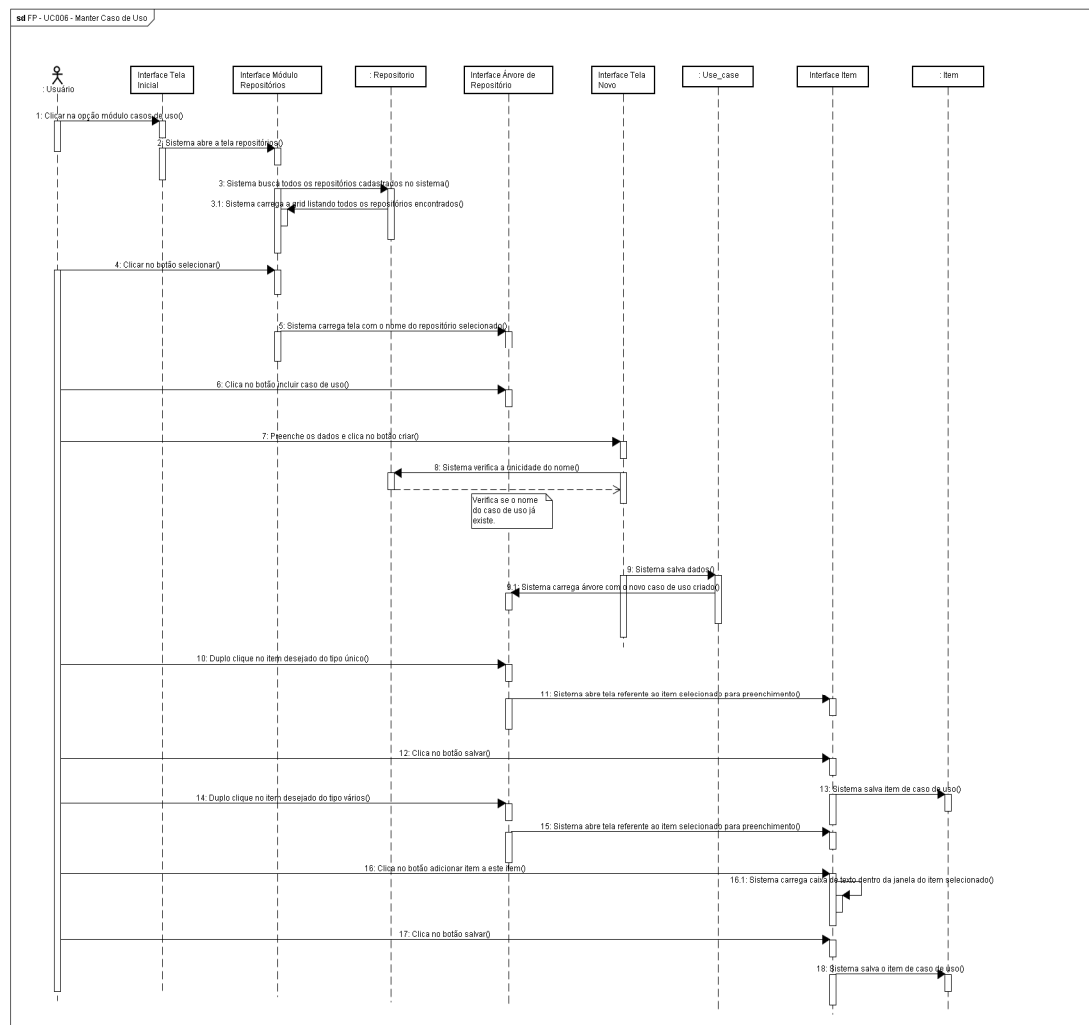 sd FP - UC006 - Manter Caso de Uso
: Usuário
Interface Tela
Inicial
Interface Módulo
Repositórios
: Repositorio
Interface Árvore de
Repositório
Interface Tela
Novo
: Use_case
Interface Item
: Item
1: Clicar na opção módulo casos de uso()
2: Sistema abre a tela repositórios()
3: Sistema busca todos os repositórios cadastrados no sistema()
3.1: Sistema carrega a grid listando todos os repositórios encontrados()
4: Clicar no botão selecionar()
5: Sistema carrega tela com o nome do repositório selecionado()
6: Clica no botão incluir caso de uso()
7: Preenche os dados e clica no botão criar()
8: Sistema verifica a unicidade do nome()
Verifica se o nome
do caso de uso já
existe.
9: Sistema salva dados()
9.1: Sistema carrega árvore com o novo caso de uso criado()
10: Duplo clique no item desejado do tipo único()
11: Sistema abre tela referente ao item selecionado para preenchimento()
12: Clica no botão salvar()
13: Sistema salva item de caso de uso()
14: Duplo clique no item desejado do tipo vários()
15: Sistema abre tela referente ao item selecionado para preenchimento()
16: Clica no botão adicionar item a este item()
16.1: Sistema carrega caixa de texto dentro da janela do item selecionado()
17: Clica no botão salvar()
18: Sistema salva o item de caso de uso()